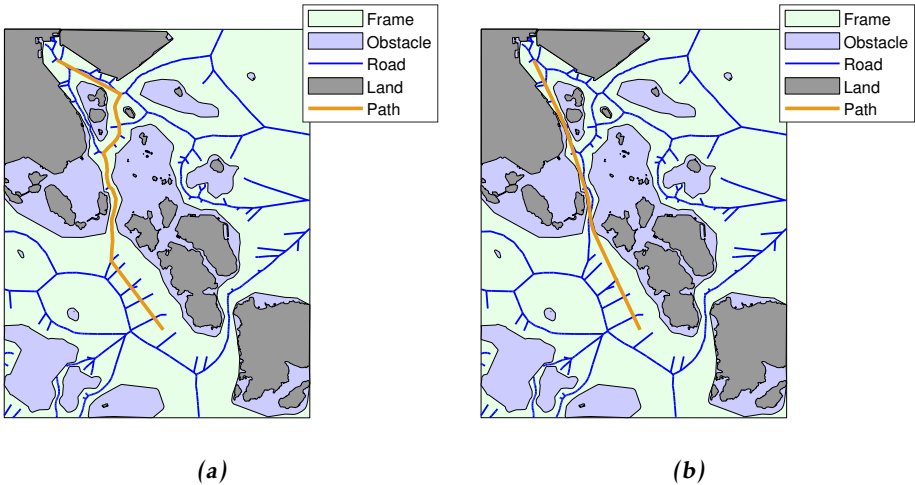 Frame
Obstacle
Road
Land
Path
Frame
Obstacle
Road
Land
Path
(a)
(b)